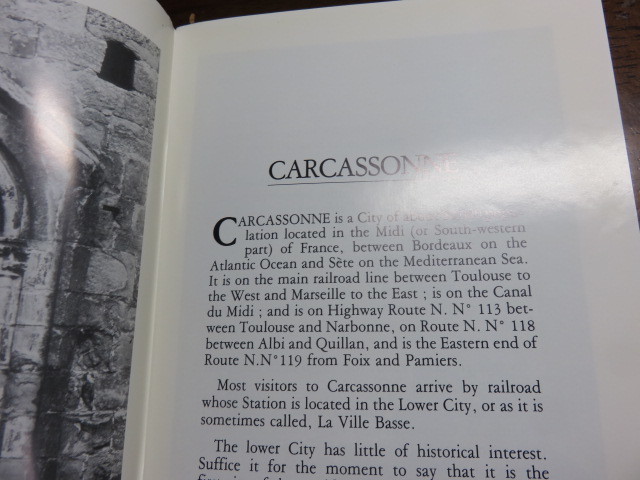 CARCASSONNE
CARCASSONNE is a City of
lation located in the Midi (or South-western
part) of France, between Bordeaux on the
Atlantic Ocean and Sète on the Mediterranean Sea.
It is on the main railroad line between Toulouse to
the West and Marseille to the East ; is on the Canal
du Midi ; and is on Highway Route N. N° 113 bet-
ween Toulouse and Narbonne, on Route N. N° 118
between Albi and Quillan, and is the Eastern end of
Route N.N°119 from Foix and Pamiers.
Most visitors to Carcassonne arrive by railroad
whose Station is located in the Lower City, or as it is
sometimes called, La Ville Basse.
The lower City has little of historical interest.
Suffice it for the moment to say that it is the